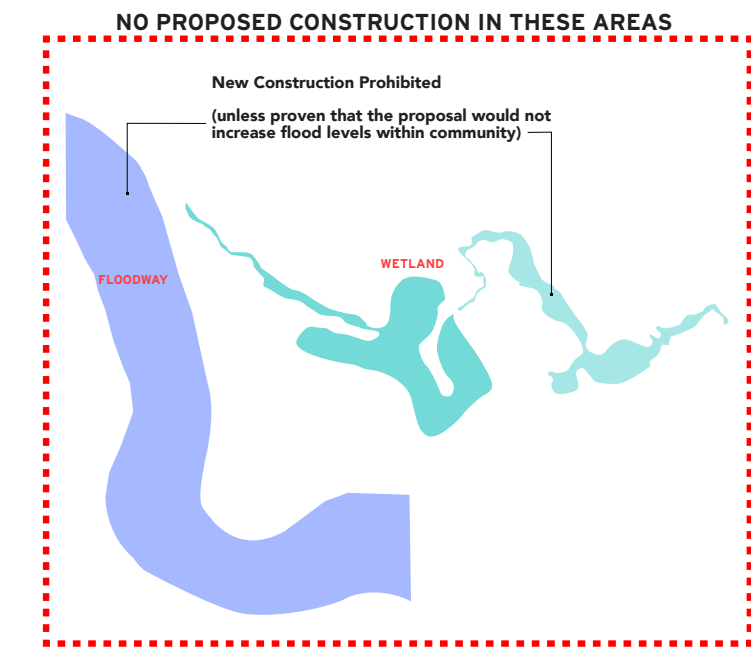 NO PROPOSED CONSTRUCTION IN THESE AREAS
New Construction Prohibited
(unless proven that the proposal would not
increase flood levels within community)
WETLAND
FLOODWAY